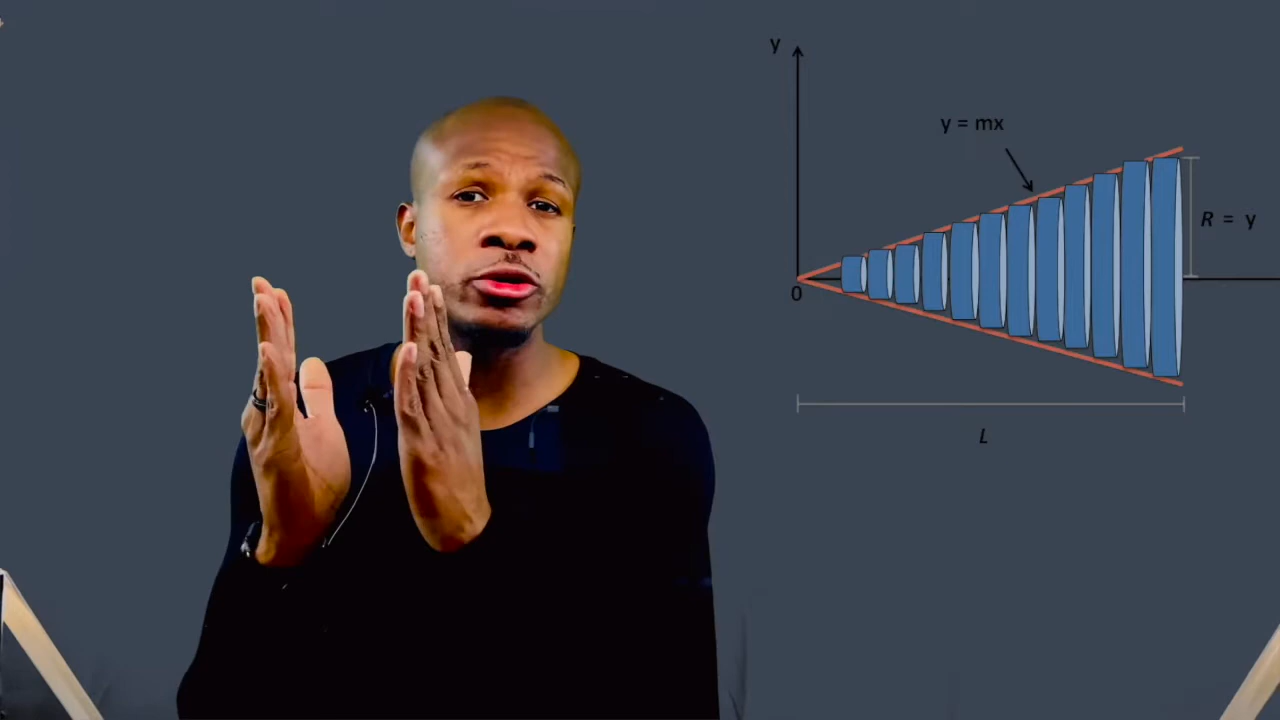 y
y = mx
R = y
0
L